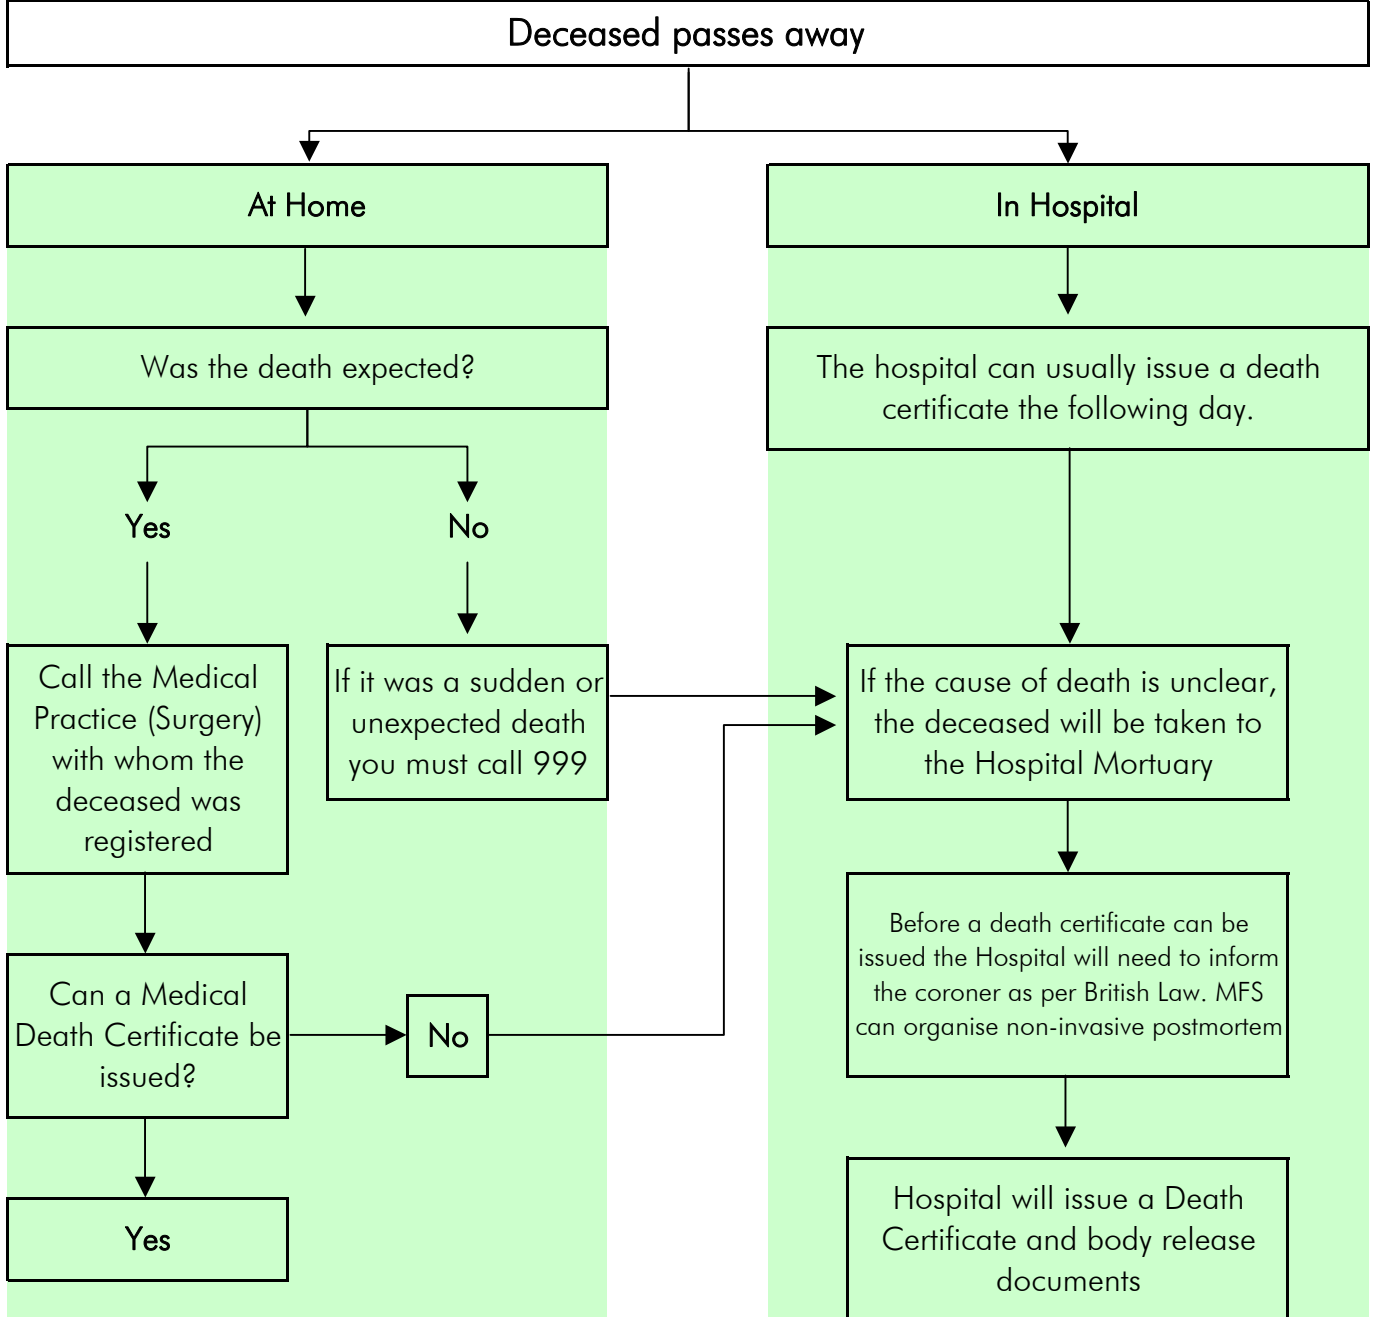 Deceased passes away
At Home
In Hospital
Was the death expected?
The hospital can usually issue a death
certificate the following day.
Yes
No
Call the Medical
Practice (Surgery)
with whom the
deceased was
registered
If it was a sudden or
unexpected death
you must call 999
If the cause of death is unclear,
the deceased will be taken to
the Hospital Mortuary
Before a death certificate can be
issued the Hospital will need to inform
the coroner as per British Law. MFS
can organise non-invasive postmortem
Can a Medical
Death Certificate be
issued?
No
Yes
Hospital will issue a Death
Certificate and body release
documents